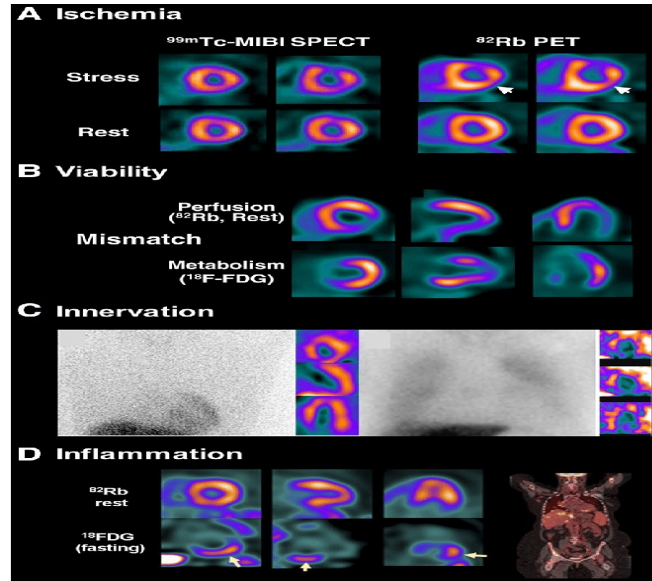 A Ischemia
⁹⁹ᵐTc-MIBI SPECT ⁸²Rb PET
Stress
Rest
B Viability
Perfusion
(⁸²Rb, Rest)
Mismatch
Metabolism
(¹⁸F-FDG)
C Innervation
D Inflammation
⁸²Rb
rest
¹⁸FDG
(fasting)